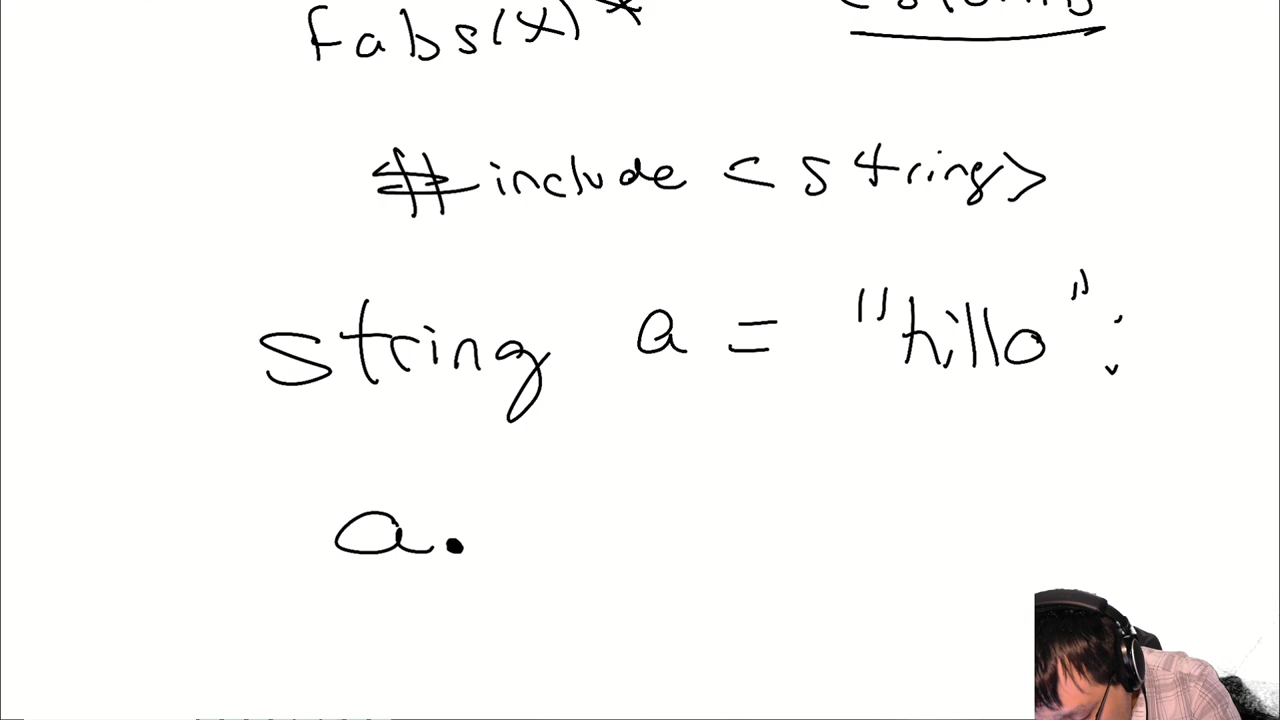 fabs(x) *
#include <string>
string a = "hillo";
a.